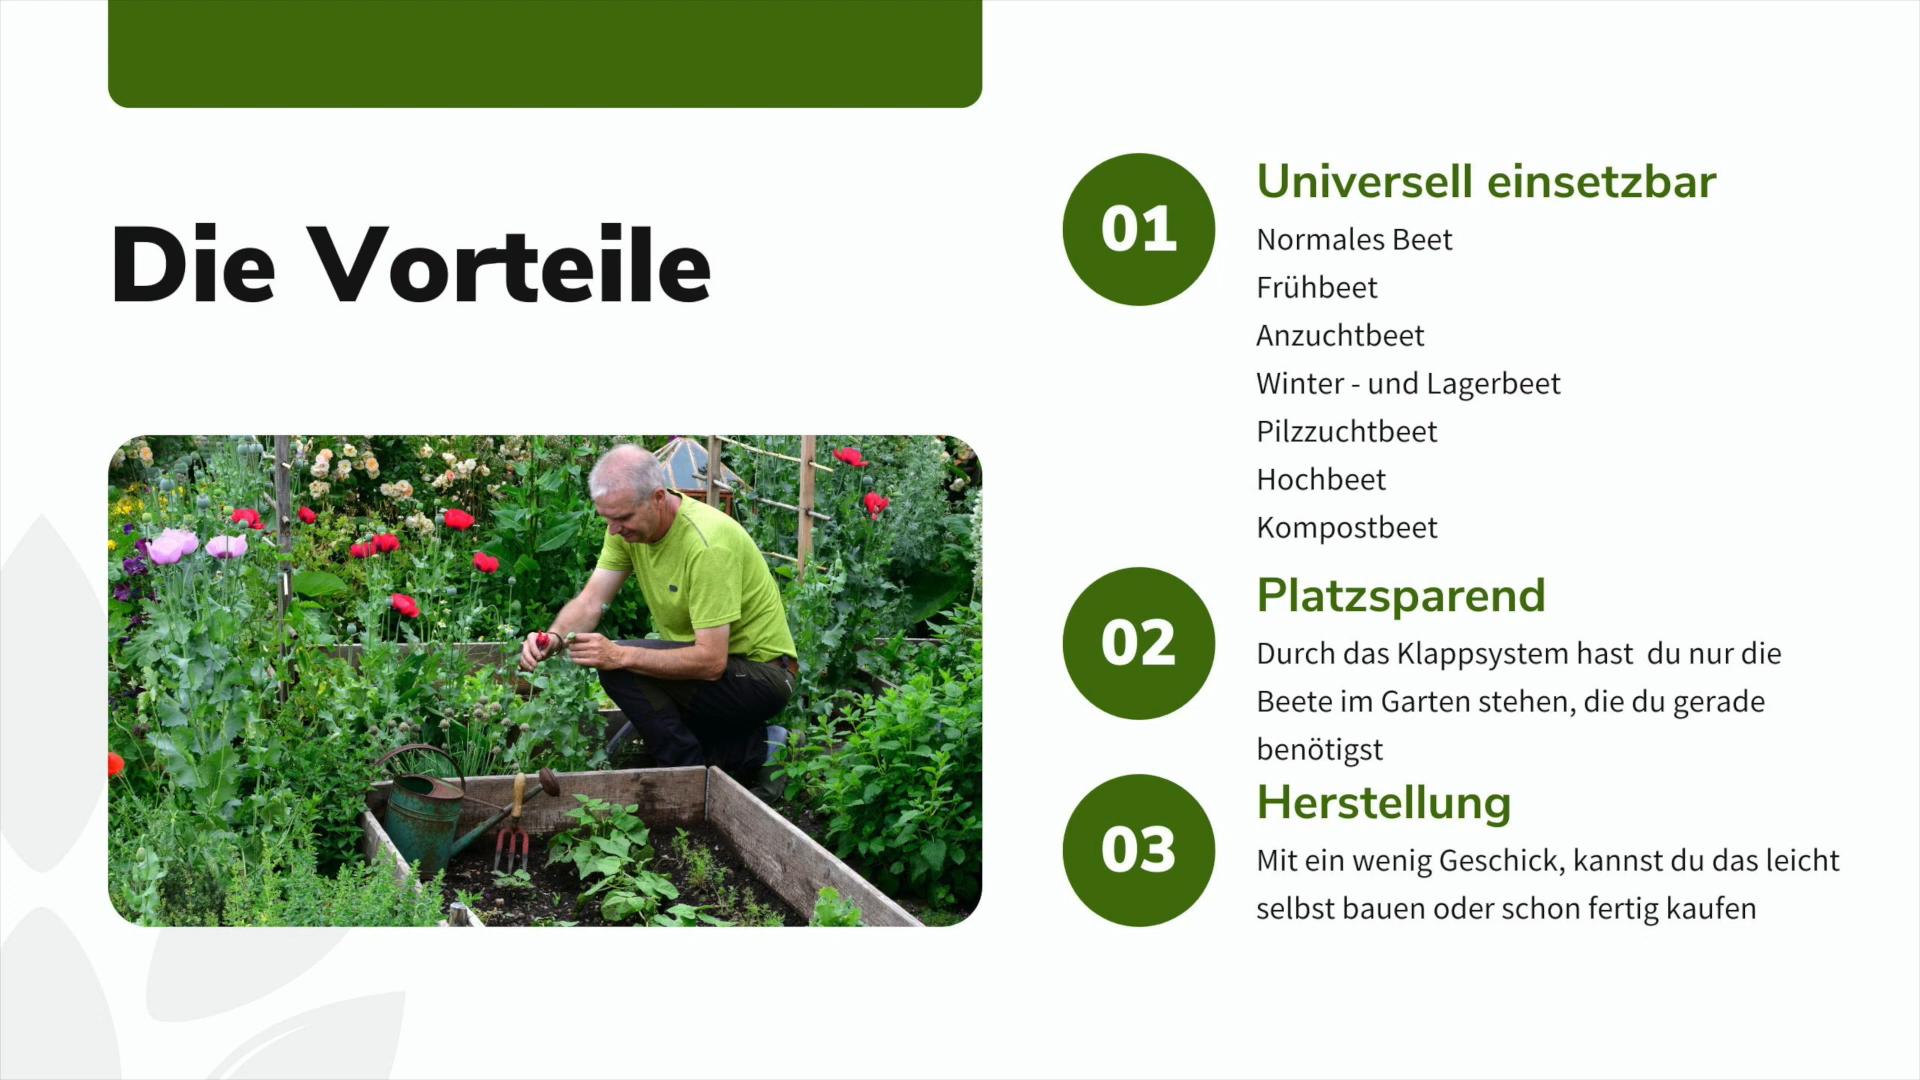 Die Vorteile
01
Universell einsetzbar
Normales Beet
Frühbeet
Anzuchtbeet
Winter - und Lagerbeet
Pilzzuchtbeet
Hochbeet
Kompostbeet
02
Platzsparend
Durch das Klappsystem hast  du nur die
Beete im Garten stehen, die du gerade
benötigst
03
Herstellung
Mit ein wenig Geschick, kannst du das leicht
selbst bauen oder schon fertig kaufen